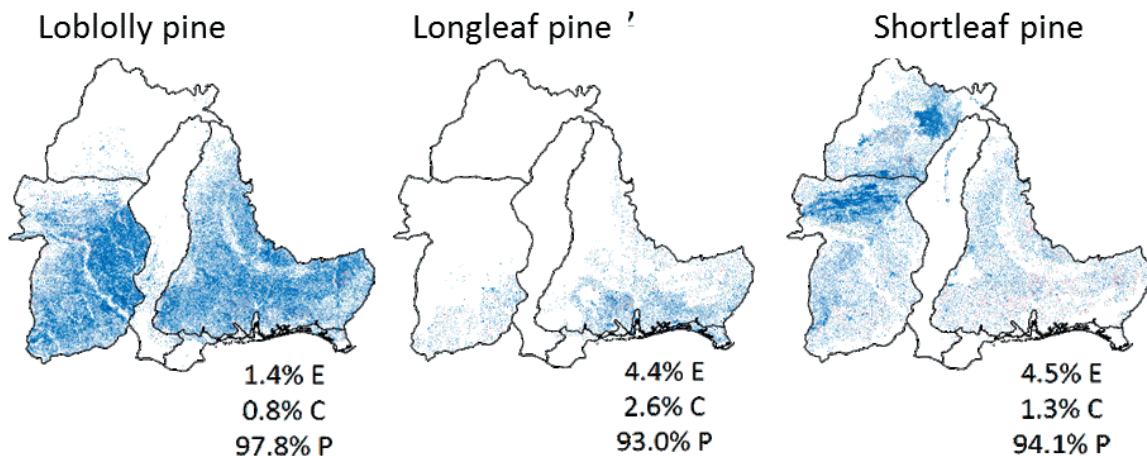 Loblolly pine
Longleaf pine ’
Shortleaf pine
1.4% E
0.8% C
97.8% P
4.4% E
2.6% C
93.0% P
4.5% E
1.3% C
94.1% P